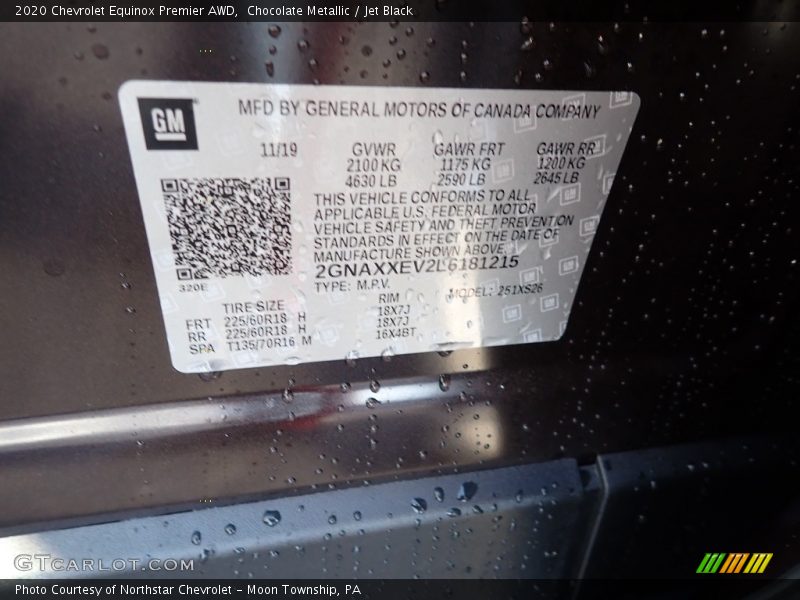 2020 Chevrolet Equinox Premier AWD,  Chocolate Metallic / Jet Black
GM
MFD BY GENERAL MOTORS OF CANADA COMPANY
11/19 GVWR GAWR FRT GAWR RR
2100 KG 1175 KG 1200 KG
4630 LB 2590 LB 2645 LB
THIS VEHICLE CONFORMS TO ALL
APPLICABLE U.S. FEDERAL MOTOR
VEHICLE SAFETY AND THEFT PREVENTION
STANDARDS IN EFFECT ON THE DATE OF
MANUFACTURE SHOWN ABOVE.
2GNAXXEV2L6181215
320E TYPE: M.P.V. MODEL: 251XS26
TIRE SIZE RIM
FRT 225/60R18 H 18X7J
RR 225/60R18 H 18X7J
SPA T135/70R16 M 16X4BT
GTCARLOT.COM
Photo Courtesy of Northstar Chevrolet – Moon Township, PA